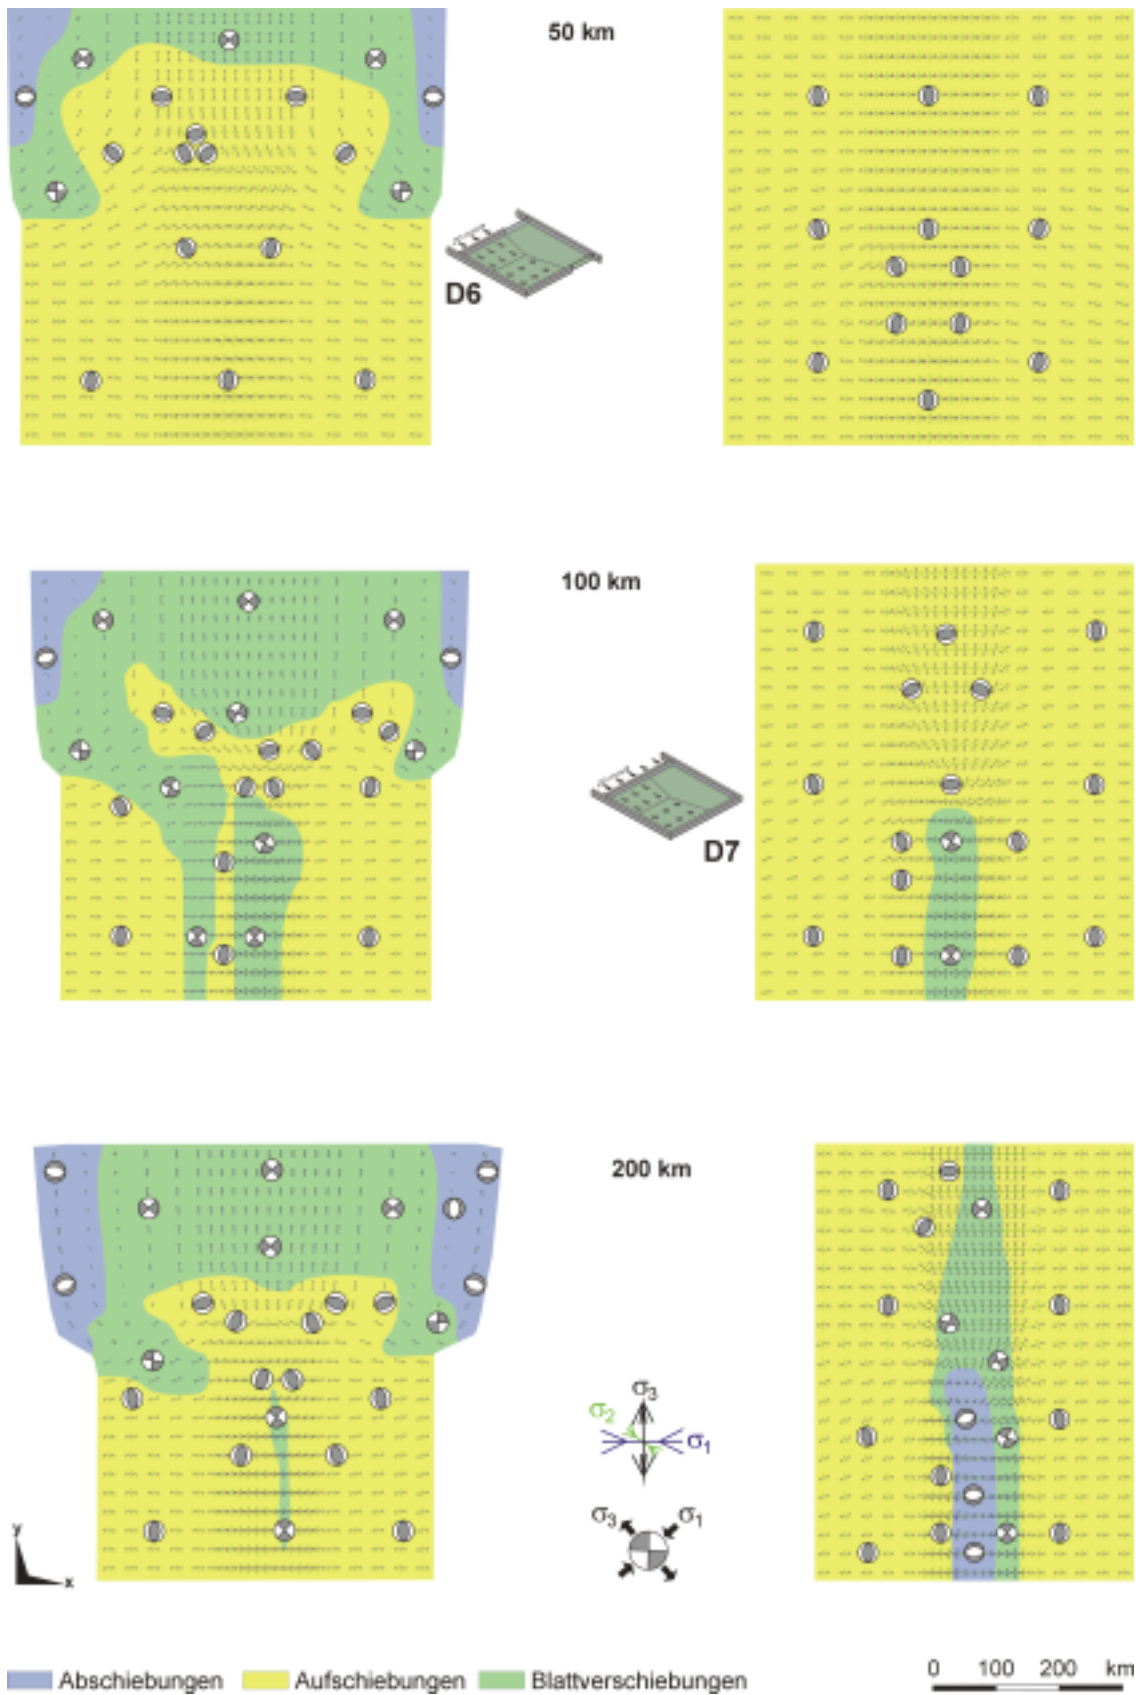 50 km
D6
100 km
D7
200 km
σ3
σ2
σ1
σ3 σ1
y
x
Abschiebungen Aufschiebungen Blattverschiebungen
0 100 200 km